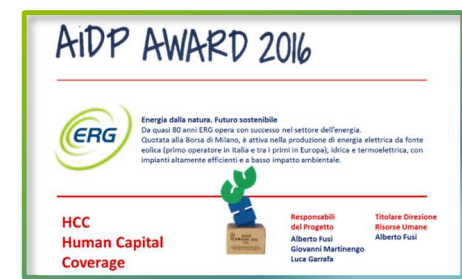 AiDP AWARD 2016
ERG
Energia dalla natura. Futuro sostenibile
Da quasi 80 anni ERG opera con successo nel settore dell'energia.
Quotata alla Borsa di Milano, è attiva nella produzione di energia elettrica da fonte
eolica (primo operatore in Italia e tra i primi in Europa), idrica e termoelettrica, con
impianti altamente efficienti e a basso impatto ambientale.
HCC
Human Capital
Coverage
Responsabili
del Progetto
Alberto Fusi
Giovanni Martinengo
Luca Garrafa
Titolare Direzione
Risorse Umane
Alberto Fusi